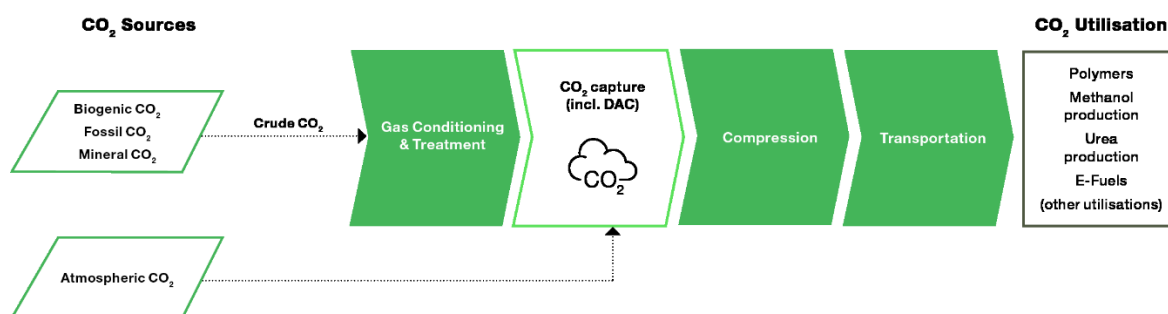 CO₂ Sources
Biogenic CO₂
Fossil CO₂
Mineral CO₂
Crude CO₂
Atmospheric CO₂
Gas Conditioning
& Treatment
CO₂ capture
(incl. DAC)
CO₂
Compression
Transportation
CO₂ Utilisation
Polymers
Methanol
production
Urea
production
E-Fuels
(other utilisations)